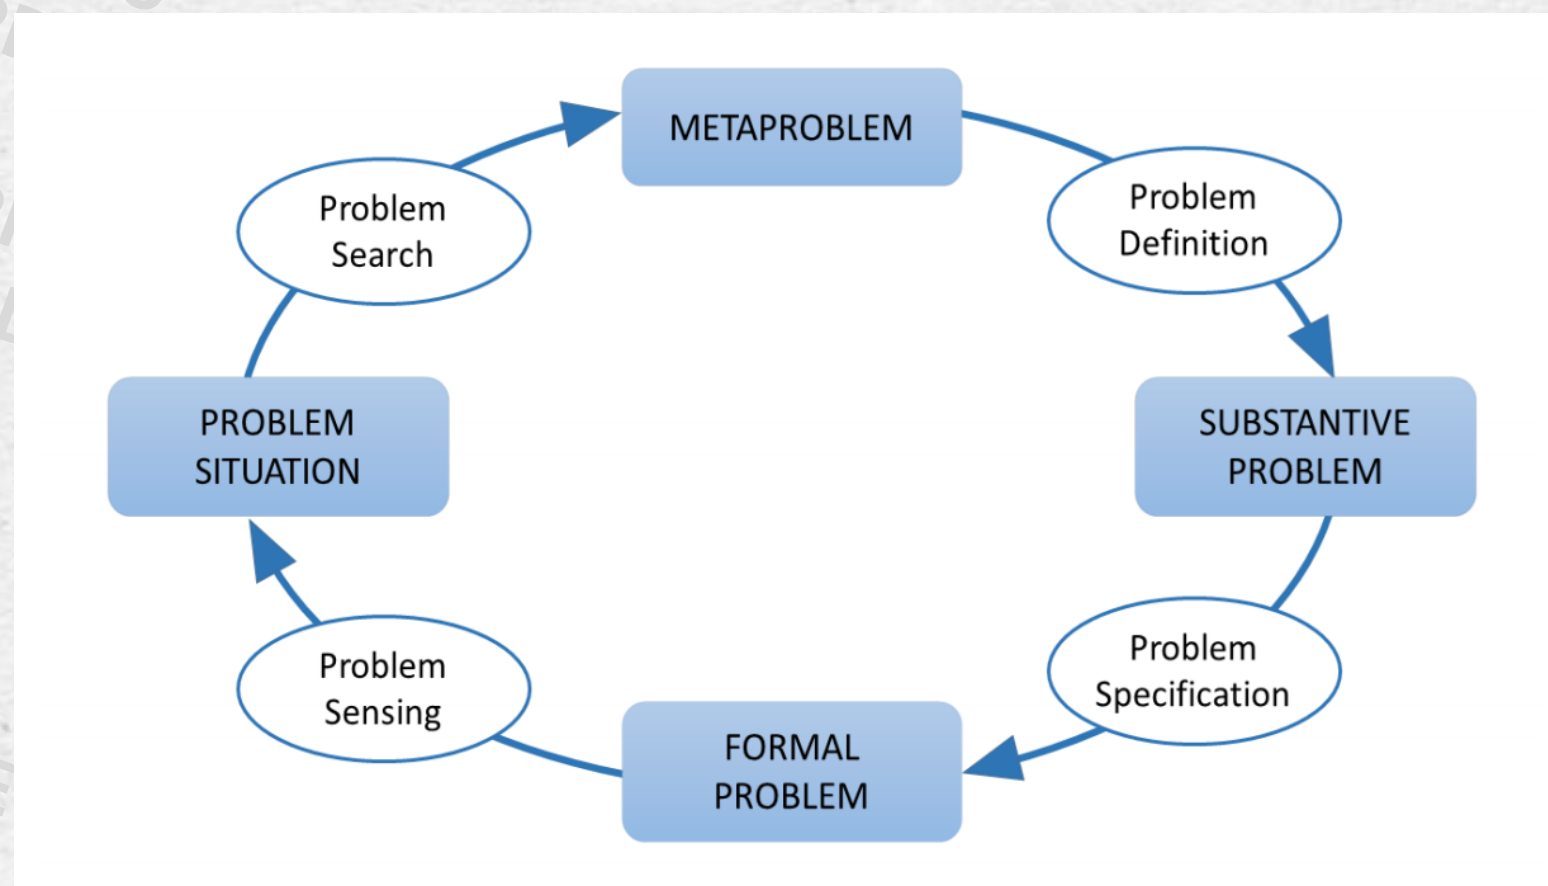 METAPROBLEM
Problem
Definition
SUBSTANTIVE
PROBLEM
Problem
Specification
FORMAL
PROBLEM
Problem
Sensing
PROBLEM
SITUATION
Problem
Search